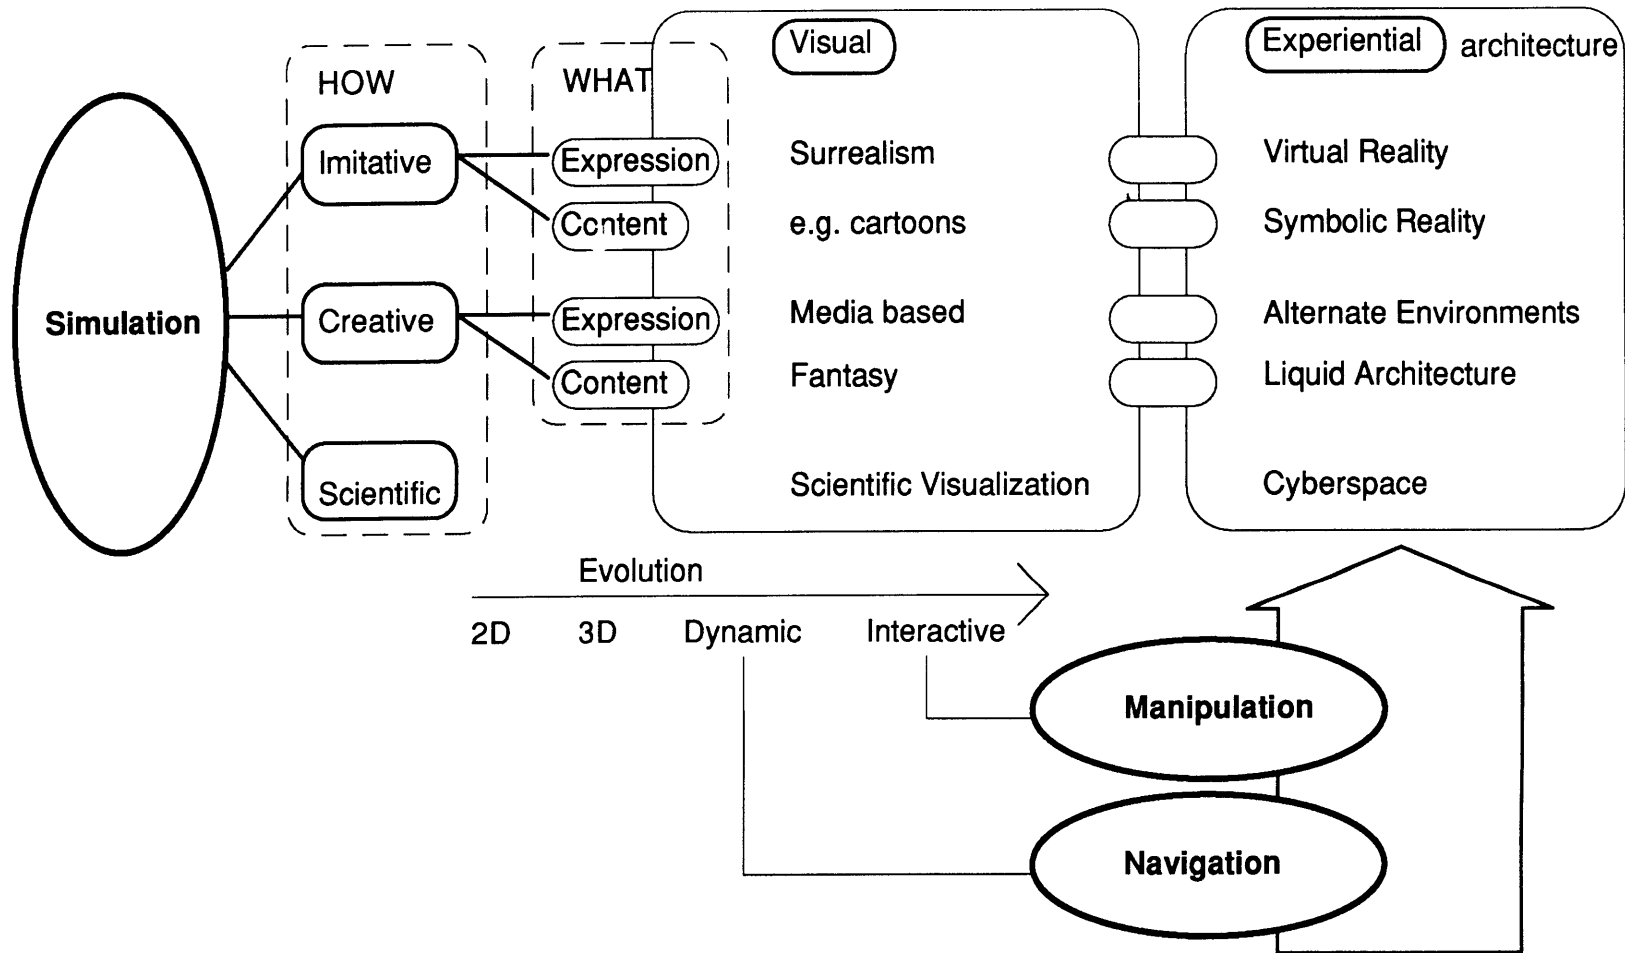 Visual
Experiential architecture
HOW
WHAT
Imitative
Expression
Surrealism
Virtual Reality
Content
e.g. cartoons
Symbolic Reality
Simulation
Creative
Expression
Media based
Alternate Environments
Content
Fantasy
Liquid Architecture
Scientific
Scientific Visualization
Cyberspace
Evolution
2D 3D Dynamic Interactive
Manipulation
Navigation